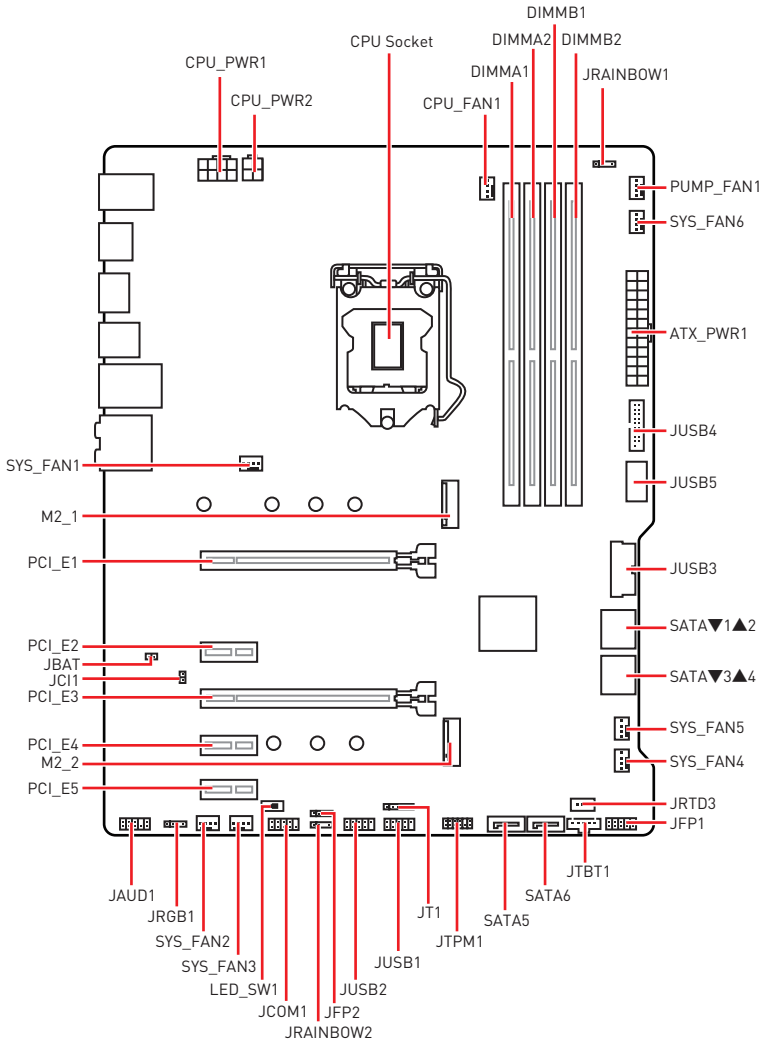 DIMMB1
CPU Socket
DIMMA2
DIMMB2
CPU_PWR1
DIMMA1
JRAINBOW1
CPU_PWR2
CPU_FAN1
PUMP_FAN1
SYS_FAN6
ATX_PWR1
JUSB4
SYS_FAN1
JUSB5
M2_1
PCI_E1
JUSB3
SATA▼1▲2
PCI_E2
JBAT
SATA▼3▲4
JCI1
PCI_E3
SYS_FAN5
PCI_E4
M2_2
SYS_FAN4
PCI_E5
JRTD3
JFP1
JTBT1
JAUD1
JT1
SATA6
JRGB1
SATA5
SYS_FAN2
JTPM1
SYS_FAN3
JUSB1
LED_SW1
JUSB2
JCOM1
JFP2
JRAINBOW2